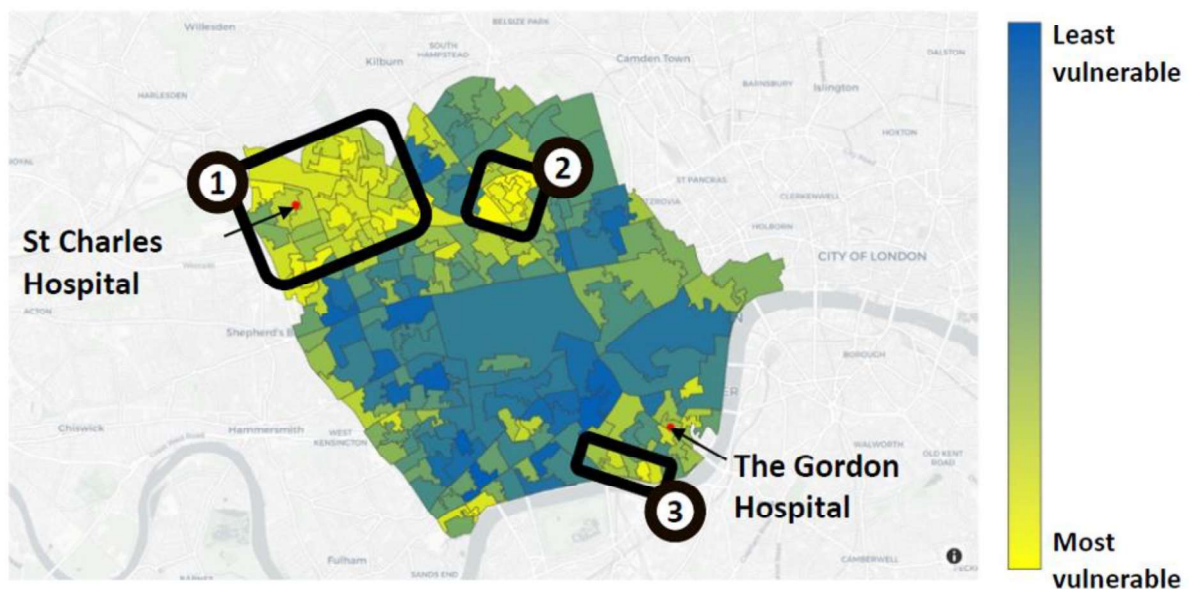 Willesden
BELSIZE PARK
SOUTH
HAMPSTEAD
Kilburn
Camden Town
DALSTON
HARLESDEN
BARNSBURY
Islington
HOXTON
1
2
ST PANCRAS
CLERKENWELL
HOLBORN
CITY OF LONDON
St Charles
Hospital
ACTON
Shepherd's B
BOROUGH
Chiswick
Hammersmith
WEST
KENSINGTON
WALWORTH
OLD KENT
ROAD
The Gordon
Hospital
3
Fulham
SANDS END
CAMBERWELL
Least
vulnerable
Most
vulnerable